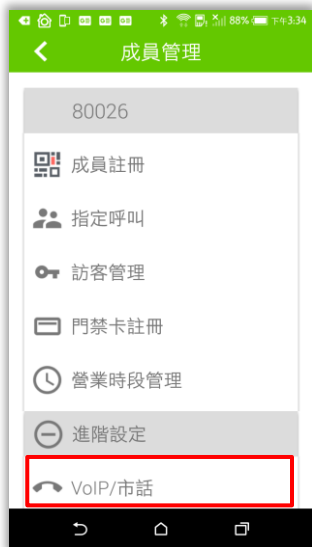 88% 下午3:34
成員管理
80026
成員註冊
指定呼叫
訪客管理
門禁卡註冊
營業時段管理
進階設定
VoIP/市話